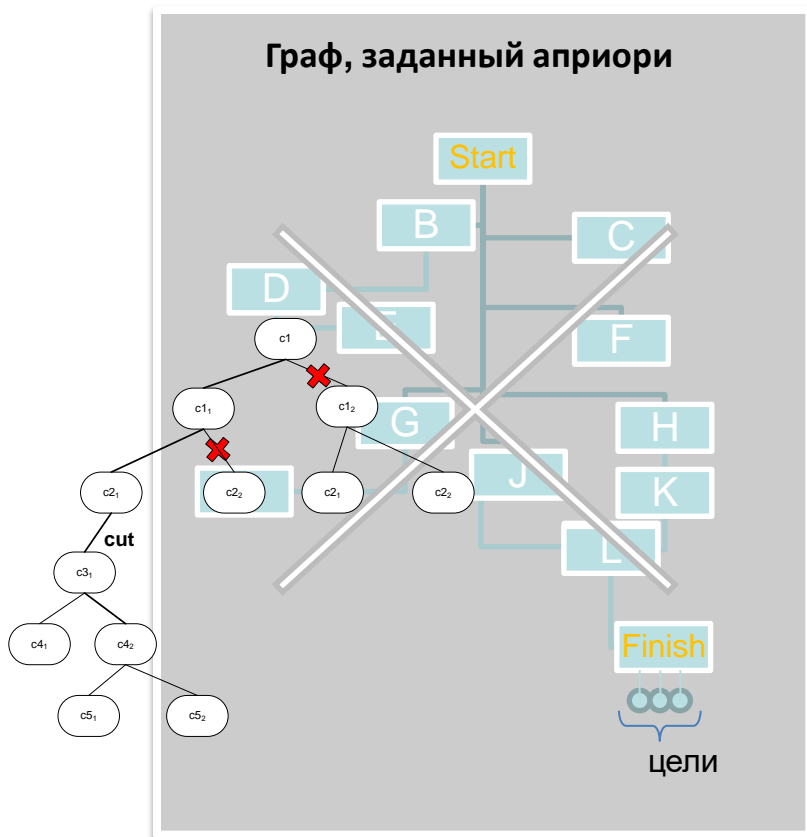 Граф, заданный априори
Start
B
C
D
E
c1
F
c1₁
c1₂
G
H
c2₁
c2₂
c2₁
c2₂
J
K
cut
L
c3₁
c4₁
c4₂
Finish
c5₁
c5₂
цели